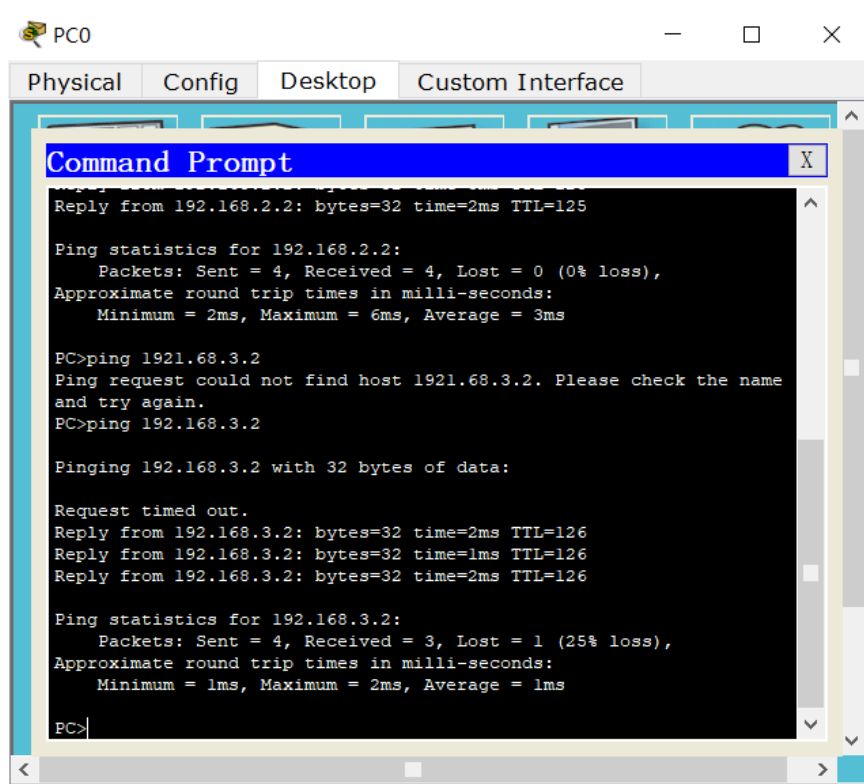 PC0
Physical Config Desktop Custom Interface
Command Prompt X
Reply from 192.168.2.2: bytes=32 time=2ms TTL=125
Ping statistics for 192.168.2.2:
Packets: Sent = 4, Received = 4, Lost = 0 (0% loss),
Approximate round trip times in milli-seconds:
Minimum = 2ms, Maximum = 6ms, Average = 3ms
PC>ping 1921.68.3.2
Ping request could not find host 1921.68.3.2. Please check the name
and try again.
PC>ping 192.168.3.2
Pinging 192.168.3.2 with 32 bytes of data:
Request timed out.
Reply from 192.168.3.2: bytes=32 time=2ms TTL=126
Reply from 192.168.3.2: bytes=32 time=1ms TTL=126
Reply from 192.168.3.2: bytes=32 time=2ms TTL=126
Ping statistics for 192.168.3.2:
Packets: Sent = 4, Received = 3, Lost = 1 (25% loss),
Approximate round trip times in milli-seconds:
Minimum = 1ms, Maximum = 2ms, Average = 1ms
PC>